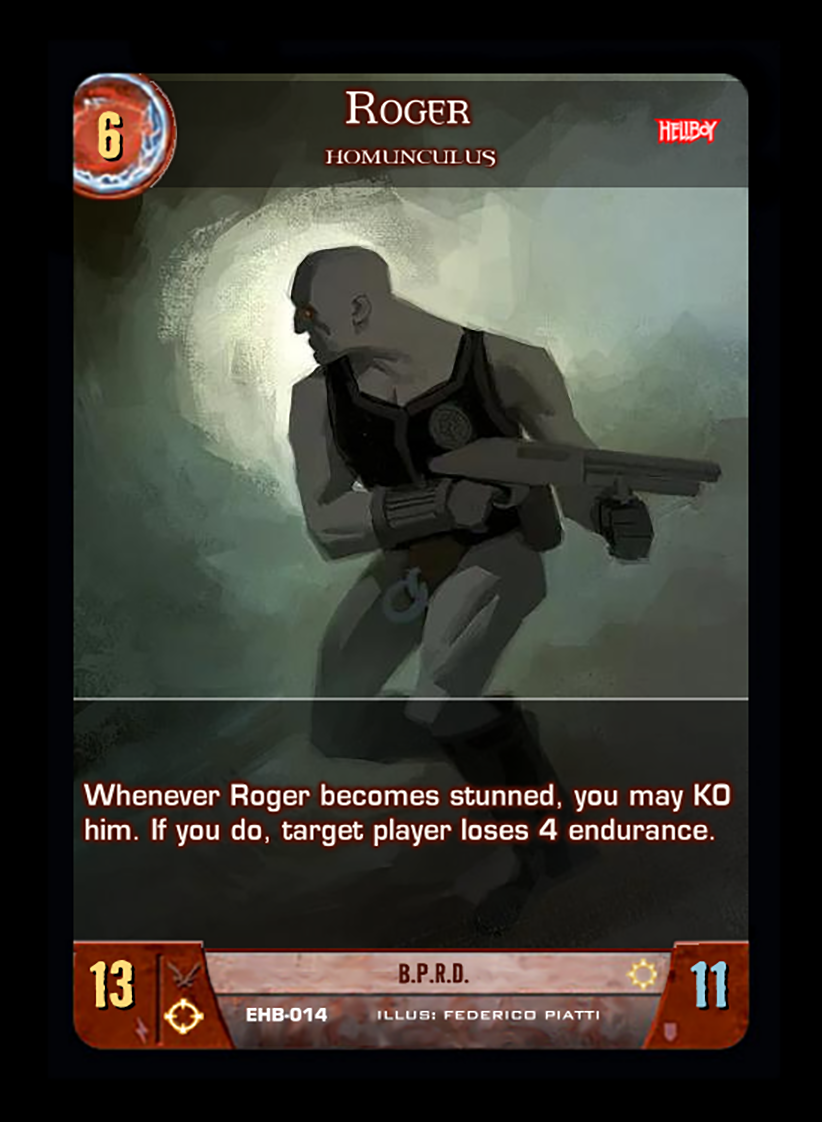 6
Roger
HOMUNCULUS
HELLBOY
Whenever Roger becomes stunned, you may KO
him. If you do, target player loses 4 endurance.
13
B.P.R.D.
11
EHB-014
ILLUS: FEDERICO PIATTI